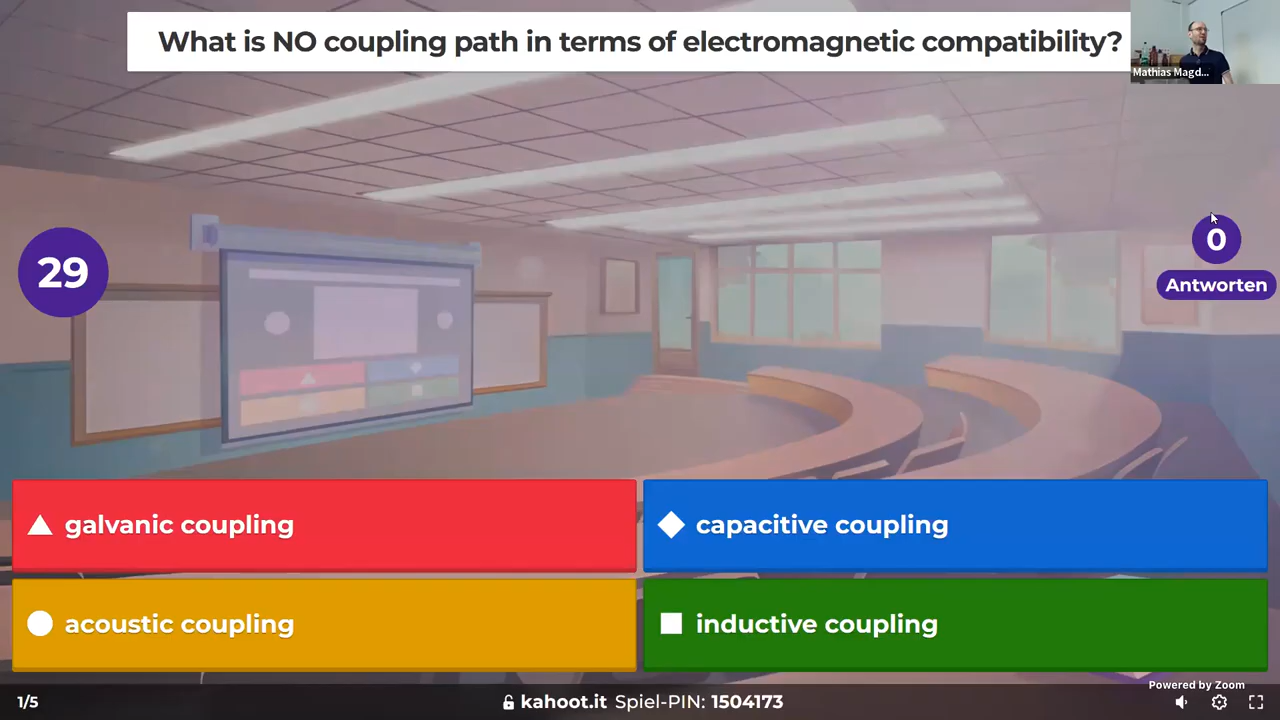 What is NO coupling path in terms of electromagnetic compatibility?
Mathias Magd...
29
0
Antworten
galvanic coupling
capacitive coupling
acoustic coupling
inductive coupling
Powered by Zoom
1/5
kahoot.it Spiel-PIN: 1504173